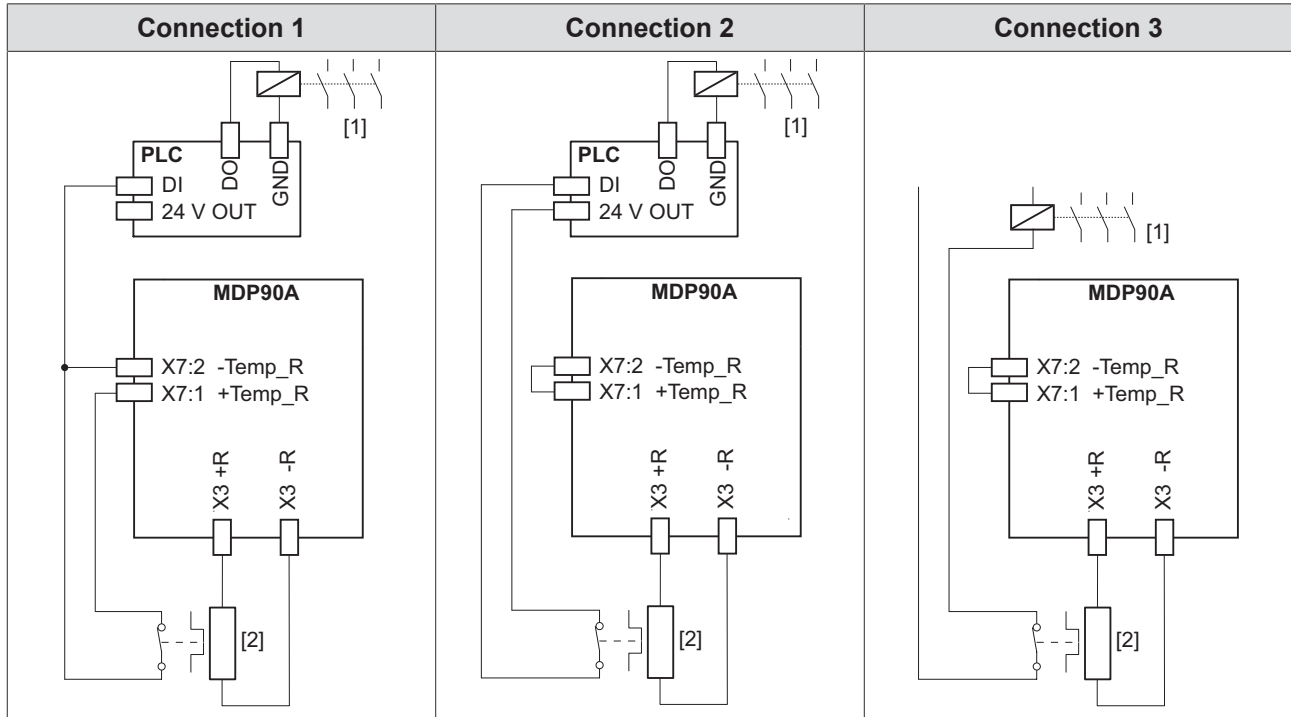 Connection 1 Connection 2 Connection 3
[1]
PLC
DO
GND
DI
24 V OUT
MDP90A
X7:2 -Temp_R
X7:1 +Temp_R
X3 +R
X3 -R
[2]
[1]
PLC
DO
GND
DI
24 V OUT
MDP90A
X7:2 -Temp_R
X7:1 +Temp_R
X3 +R
X3 -R
[2]
[1]
MDP90A
X7:2 -Temp_R
X7:1 +Temp_R
X3 +R
X3 -R
[2]